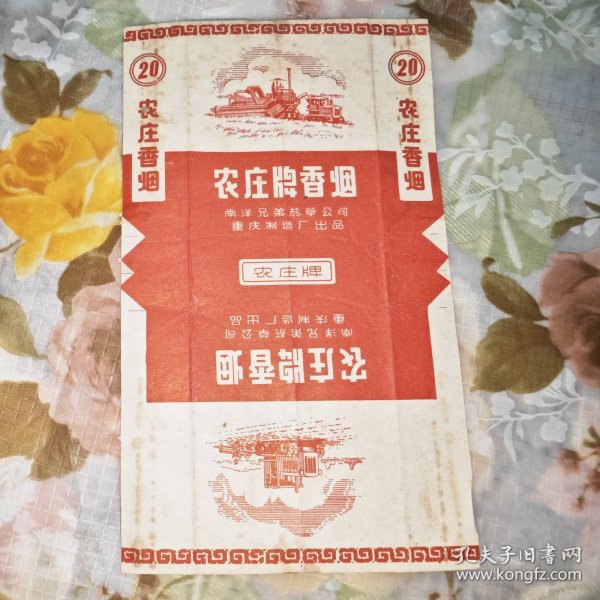 20
农庄香烟
20
农庄香烟
农庄牌香烟
南洋兄弟菸草公司
重庆制造厂出品
农庄牌
重庆制造厂出品
南洋兄弟菸草公司
农庄牌香烟
孔夫子旧书网
www.kongfz.com